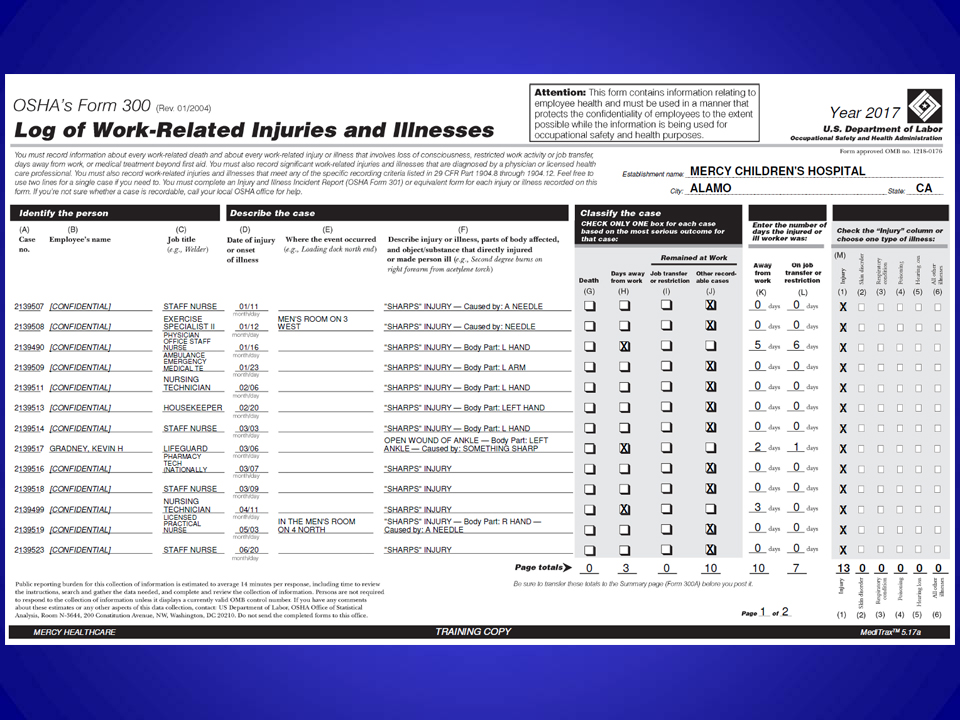 OSHA's Form 300 (Rev. 01/2004)
Log of Work-Related Injuries and Illnesses
Attention: This form contains information relating to
employee health and must be used in a manner that
protects the confidentiality of employees to the extent
possible while the information is being used for
occupational safety and health purposes.
Year 2017
U.S. Department of Labor
Occupational Safety and Health Administration
Form approved OMB no. 1218-0176
You must record information about every work-related death and about every work-related injury or illness that involves loss of consciousness, restricted work activity or job transfer,
days away from work, or medical treatment beyond first aid. You must also record significant work-related injuries and illnesses that are diagnosed by a physician or licensed health
care professional. You must also record work-related injuries and illnesses that meet any of the specific recording criteria listed in 29 CFR Part 1904.8 through 1904.12. Feel free to
use two lines for a single case if you need to. You must complete an Injury and Illness Incident Report (OSHA Form 301) or equivalent form for each injury or illness recorded on this
form. If you're not sure whether a case is recordable, call your local OSHA office for help.
Establishment name: MERCY CHILDREN'S HOSPITAL
City: ALAMO State: CA
Identify the person
Describe the case
Classify the case
(A) (B) (C) (D) (E) (F)
Case no.
Employee's name
Job title (e.g., Welder)
Date of injury or onset of illness
Where the event occurred (e.g., Loading dock north end)
Describe injury or illness, parts of body affected,
and object/substance that directly injured
or made person ill (e.g., Second degree burns on
right forearm from acetylene torch)
CHECK ONLY ONE box for each case
based on the most serious outcome for
that case:
Remained at Work
Death
Days away from work
Job transfer or restriction
Other record-able cases
(G) (H) (I) (J)
Enter the number of
days the injured or
ill worker was:
Away from work
On job transfer or restriction
(K) (L)
Check the "Injury" column or
choose one type of illness:
(M)
Injury
Skin disorder
Respiratory condition
Poisoning
Hearing loss
All other illnesses
(1) (2) (3) (4) (5) (6)
2139507 [CONFIDENTIAL] STAFF NURSE 01/11 "SHARPS" INJURY — Caused by: A NEEDLE X 0 days 0 days X
month/day
2139508 [CONFIDENTIAL] EXERCISE SPECIALIST II 01/12 MEN'S ROOM ON 3 WEST "SHARPS" INJURY — Caused by: NEEDLE X 0 days 0 days X
month/day
2139490 [CONFIDENTIAL] PHYSICIAN OFFICE STAFF NURSE 01/16 "SHARPS" INJURY — Body Part: L HAND X 5 days 6 days X
month/day
2139509 [CONFIDENTIAL] AMBULANCE EMERGENCY MEDICAL TE 01/23 "SHARPS" INJURY — Body Part: L ARM X 0 days 0 days X
month/day
2139511 [CONFIDENTIAL] NURSING TECHNICIAN 02/06 "SHARPS" INJURY — Body Part: L HAND X 0 days 0 days X
month/day
2139513 [CONFIDENTIAL] HOUSEKEEPER 02/20 "SHARPS" INJURY — Body Part: LEFT HAND X 0 days 0 days X
month/day
2139514 [CONFIDENTIAL] STAFF NURSE 03/03 "SHARPS" INJURY — Body Part: L HAND X 0 days 0 days X
month/day
2139517 GRADNEY, KEVIN H LIFEGUARD 03/06 OPEN WOUND OF ANKLE — Body Part: LEFT ANKLE — Caused by: SOMETHING SHARP X 2 days 1 days X
month/day
2139516 [CONFIDENTIAL] PHARMACY TECH (NATIONALLY 03/07 "SHARPS" INJURY X 0 days 0 days X
month/day
2139518 [CONFIDENTIAL] STAFF NURSE 03/09 "SHARPS" INJURY X 0 days 0 days X
month/day
2139499 [CONFIDENTIAL] NURSING TECHNICIAN 04/11 "SHARPS" INJURY X 3 days 0 days X
month/day
2139519 [CONFIDENTIAL] LICENSED PRACTICAL NURSE 05/03 IN THE MEN'S ROOM ON 4 NORTH "SHARPS" INJURY — Body Part: R HAND — Caused by: A NEEDLE X 0 days 0 days X
month/day
2139523 [CONFIDENTIAL] STAFF NURSE 06/20 "SHARPS" INJURY X 0 days 0 days X
month/day
Page totals 0 3 0 10 10 7 13 0 0 0 0 0
Be sure to transfer these totals to the Summary page (Form 300A) before you post it.
Public reporting burden for this collection of information is estimated to average 14 minutes per response, including time to review
the instructions, search and gather the data needed, and complete and review the collection of information. Persons are not required
to respond to the collection of information unless it displays a currently valid OMB control number. If you have any comments
about these estimates or any other aspects of this data collection, contact: US Department of Labor, OSHA Office of Statistical
Analysis, Room N-3644, 200 Constitution Avenue, NW, Washington, DC 20210. Do not send the completed forms to this office.
Page 1 of 2
Injury
Skin disorder
Respiratory condition
Poisoning
Hearing loss
All other illnesses
(1) (2) (3) (4) (5) (6)
MERCY HEALTHCARE TRAINING COPY MediTrax™ 5.17a